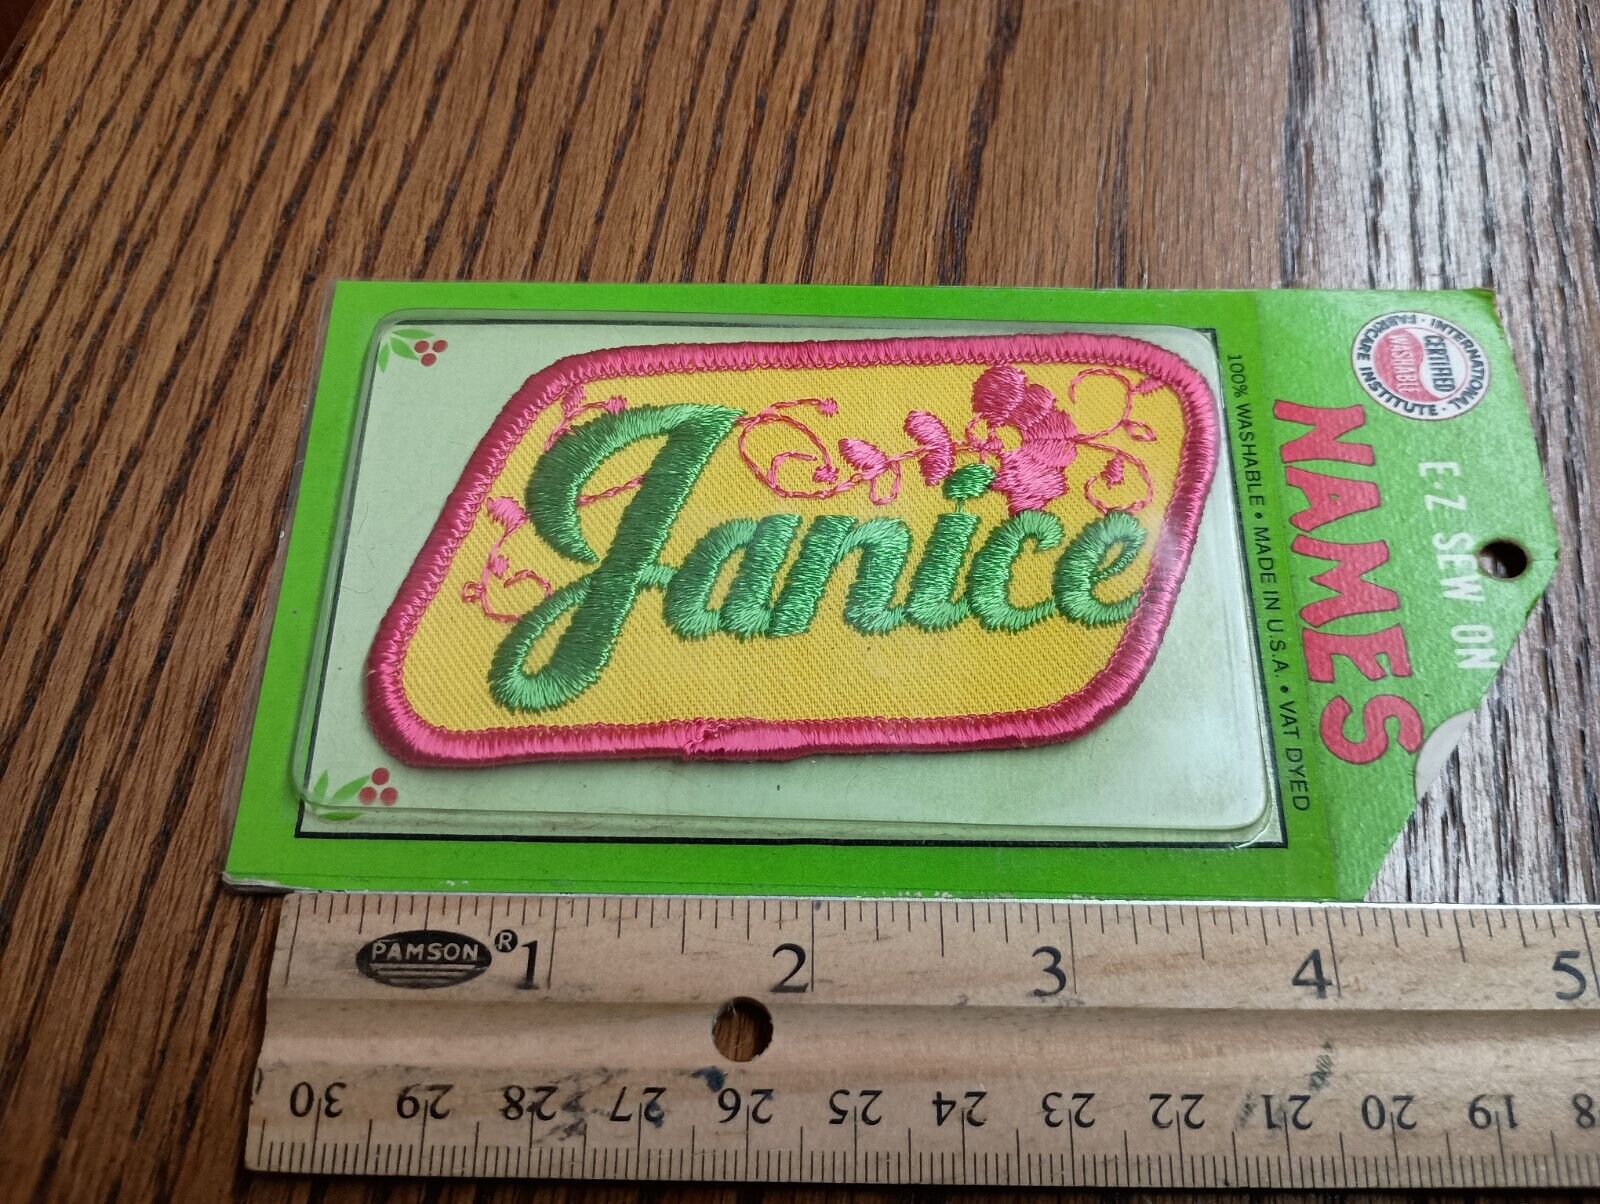 Janice
100% WASHABLE • MADE IN U.S.A. • VAT DYED
NAMES
E-Z SEW ON
INTERNATIONAL
FABRICARE INSTITUTE
CERTIFIED
WASHABLE
PAMSON ®
1 2 3 4 5
30 29 28 27 26 25 24 23 22 21 20 19 8